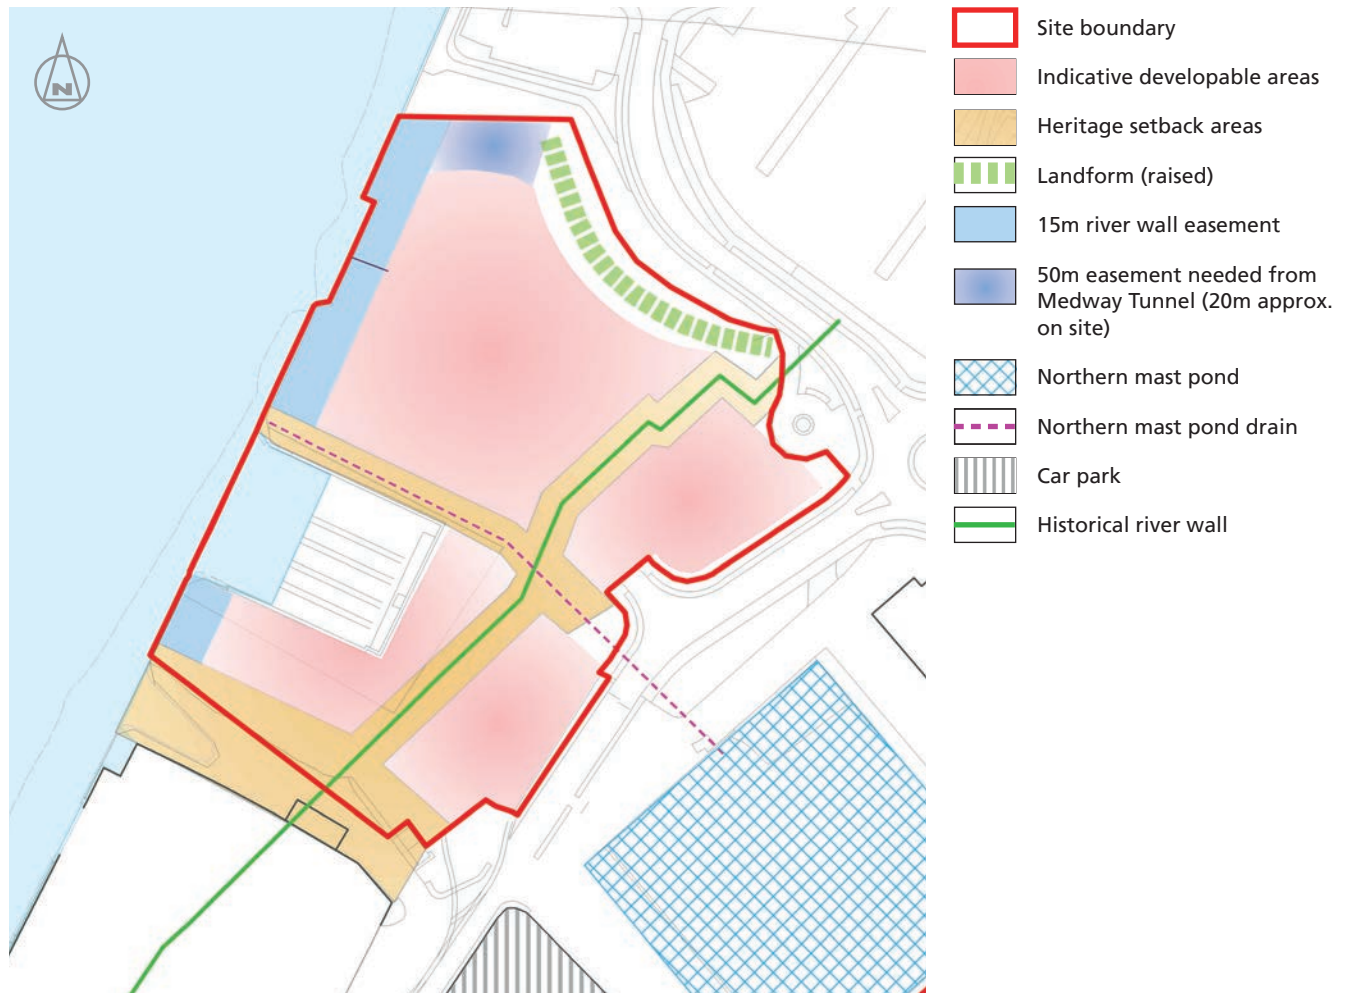 N
Site boundary
Indicative developable areas
Heritage setback areas
Landform (raised)
15m river wall easement
50m easement needed from
Medway Tunnel (20m approx.
on site)
Northern mast pond
Northern mast pond drain
Car park
Historical river wall